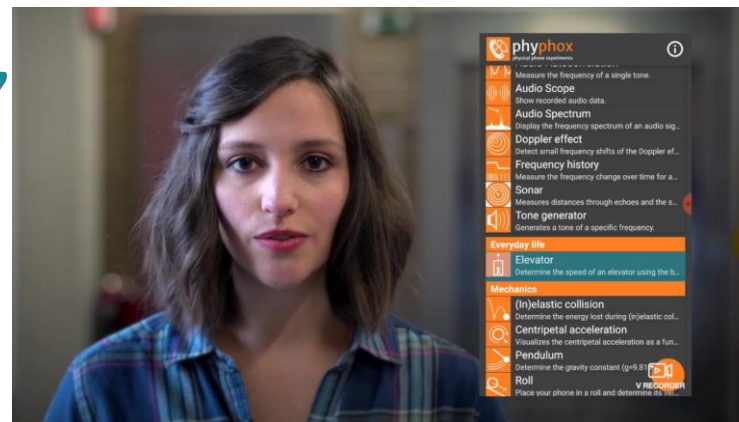 phyphox
physical phone experiments
Audio Autocorrelation
Measure the frequency of a single tone.
Audio Scope
Show recorded audio data.
Audio Spectrum
Display the frequency spectrum of an audio sig...
Doppler effect
Detect small frequency shifts of the Doppler ef...
Frequency history
Measure the frequency change over time for a...
Sonar
Measures distances through echoes and the s...
Tone generator
Generates a tone of a specific frequency.
Everyday life
Elevator
Determine the speed of an elevator using the b...
Mechanics
(In)elastic collision
Determine the energy lost during (in)elastic col...
Centripetal acceleration
Visualizes the centripetal acceleration as a fun...
Pendulum
Determine the gravity constant (g=9.81
Roll
V RECORDER
Place your phone in a roll and determine its vel...